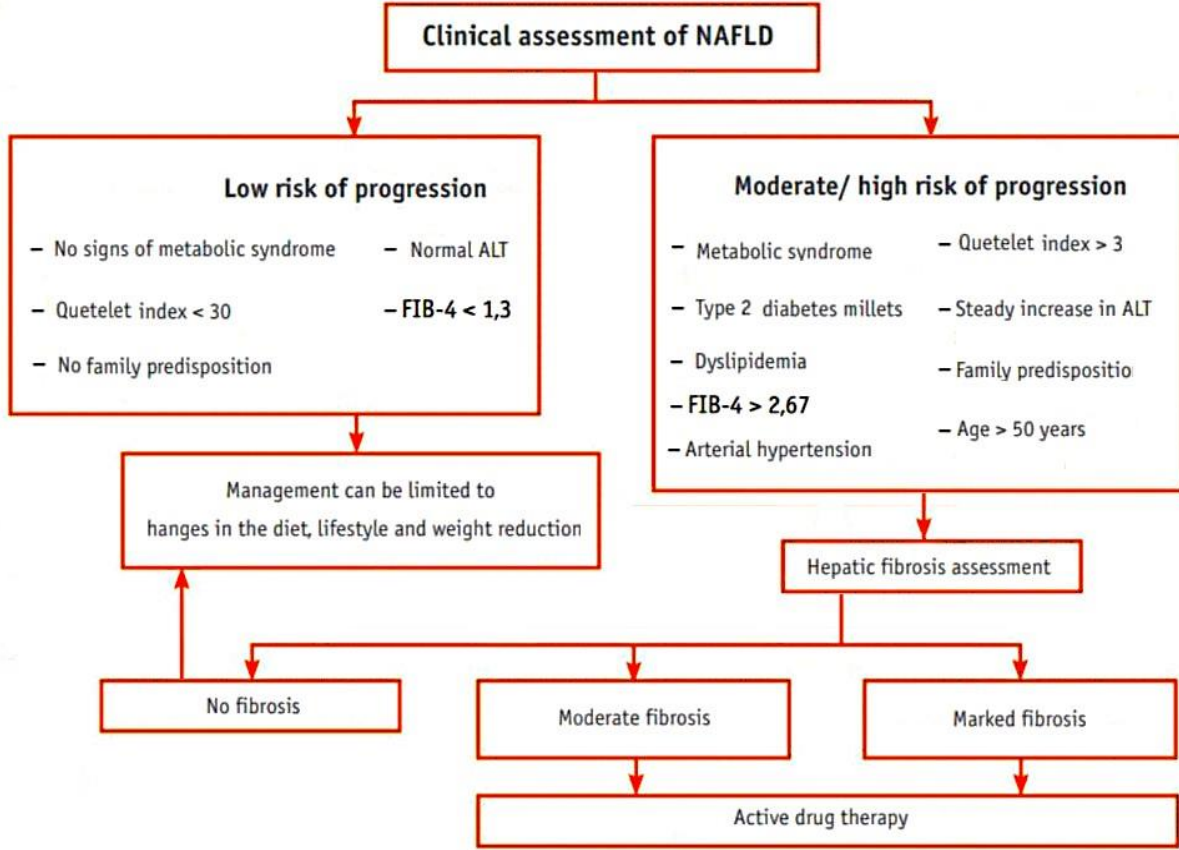 Clinical assessment of NAFLD
Low risk of progression
– No signs of metabolic syndrome
– Normal ALT
– Quetelet index < 30
– FIB-4 < 1,3
– No family predisposition
Moderate/ high risk of progression
– Metabolic syndrome
– Quetelet index > 3
– Type 2 diabetes millets
– Steady increase in ALT
– Dyslipidemia
– Family predispositio
– FIB-4 > 2,67
– Age > 50 years
– Arterial hypertension
Management can be limited to
hanges in the diet, lifestyle and weight reduction
Hepatic fibrosis assessment
No fibrosis
Moderate fibrosis
Marked fibrosis
Active drug therapy